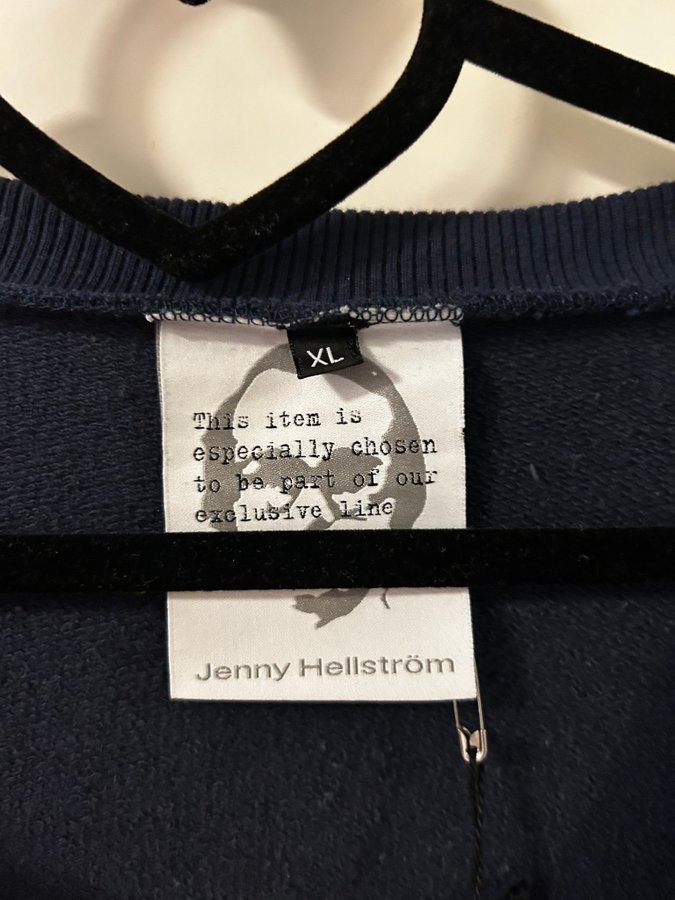 XL
This item is
especially chosen
to be part of our
exclusive line
Jenny Hellström